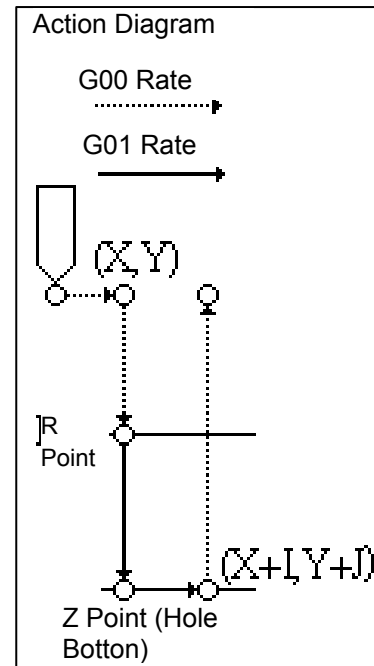 Action Diagram
G00 Rate
G01 Rate
(X,Y)
R
Point
(X+I,Y+J)
Z Point (Hole
Botton)